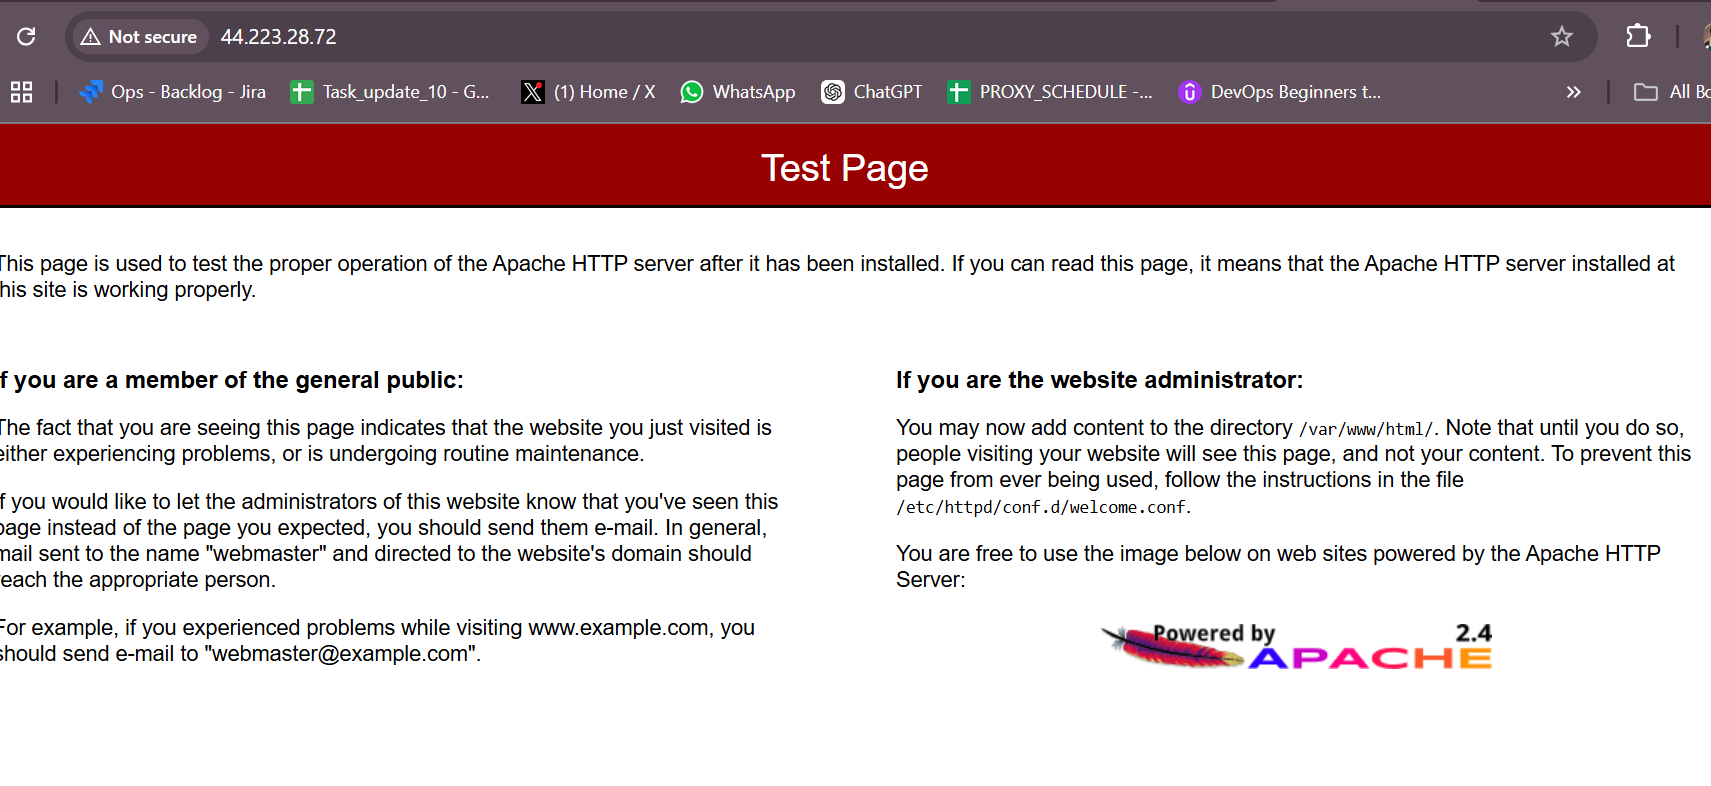 Not secure 44.223.28.72
Ops - Backlog - Jira Task_update_10 - G... (1) Home / X WhatsApp ChatGPT PROXY_SCHEDULE -... DevOps Beginners t... » All Bo
Test Page
This page is used to test the proper operation of the Apache HTTP server after it has been installed. If you can read this page, it means that the Apache HTTP server installed at
this site is working properly.
If you are a member of the general public:
The fact that you are seeing this page indicates that the website you just visited is
either experiencing problems, or is undergoing routine maintenance.
If you would like to let the administrators of this website know that you've seen this
page instead of the page you expected, you should send them e-mail. In general,
mail sent to the name "webmaster" and directed to the website's domain should
reach the appropriate person.
For example, if you experienced problems while visiting www.example.com, you
should send e-mail to "webmaster@example.com".
If you are the website administrator:
You may now add content to the directory /var/www/html/. Note that until you do so,
people visiting your website will see this page, and not your content. To prevent this
page from ever being used, follow the instructions in the file
/etc/httpd/conf.d/welcome.conf.
You are free to use the image below on web sites powered by the Apache HTTP
Server:
Powered by 2.4
APACHE